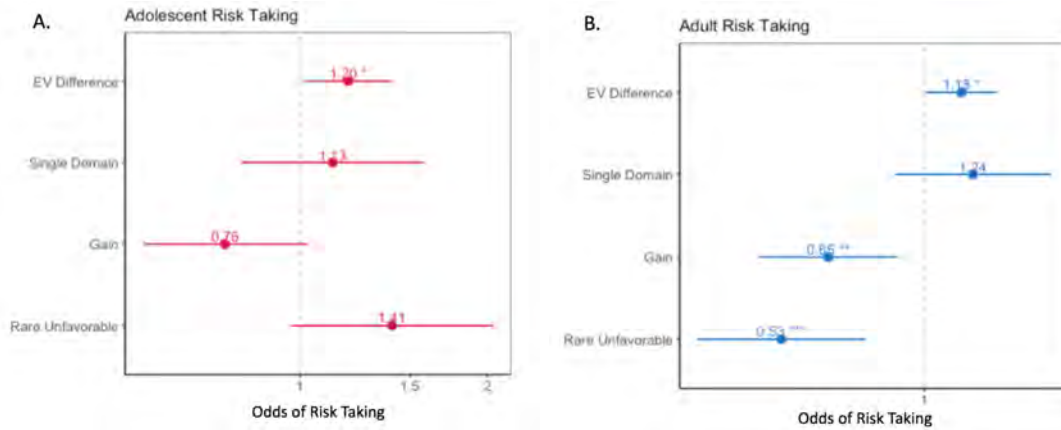 A.
Adolescent Risk Taking
EV Difference
1.20 *
Single Domain
1.13
Gain
0.76
Rare Unfavorable
1.41
1
1.5
2
Odds of Risk Taking
B.
Adult Risk Taking
EV Difference
Single Domain
1.24
Gain
0.65 **
Rare Unfavorable
0.53 ***
1
Odds of Risk Taking